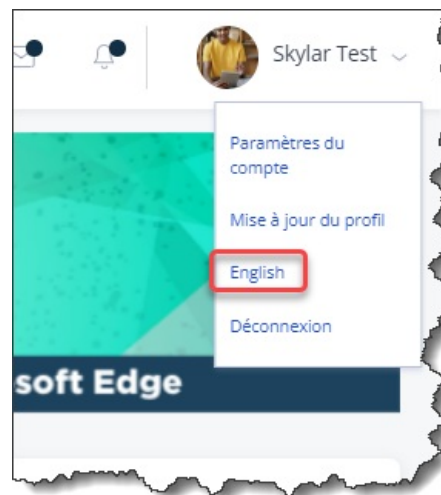 Skylar Test
Paramètres du
compte
Mise à jour du profil
English
Déconnexion
soft Edge